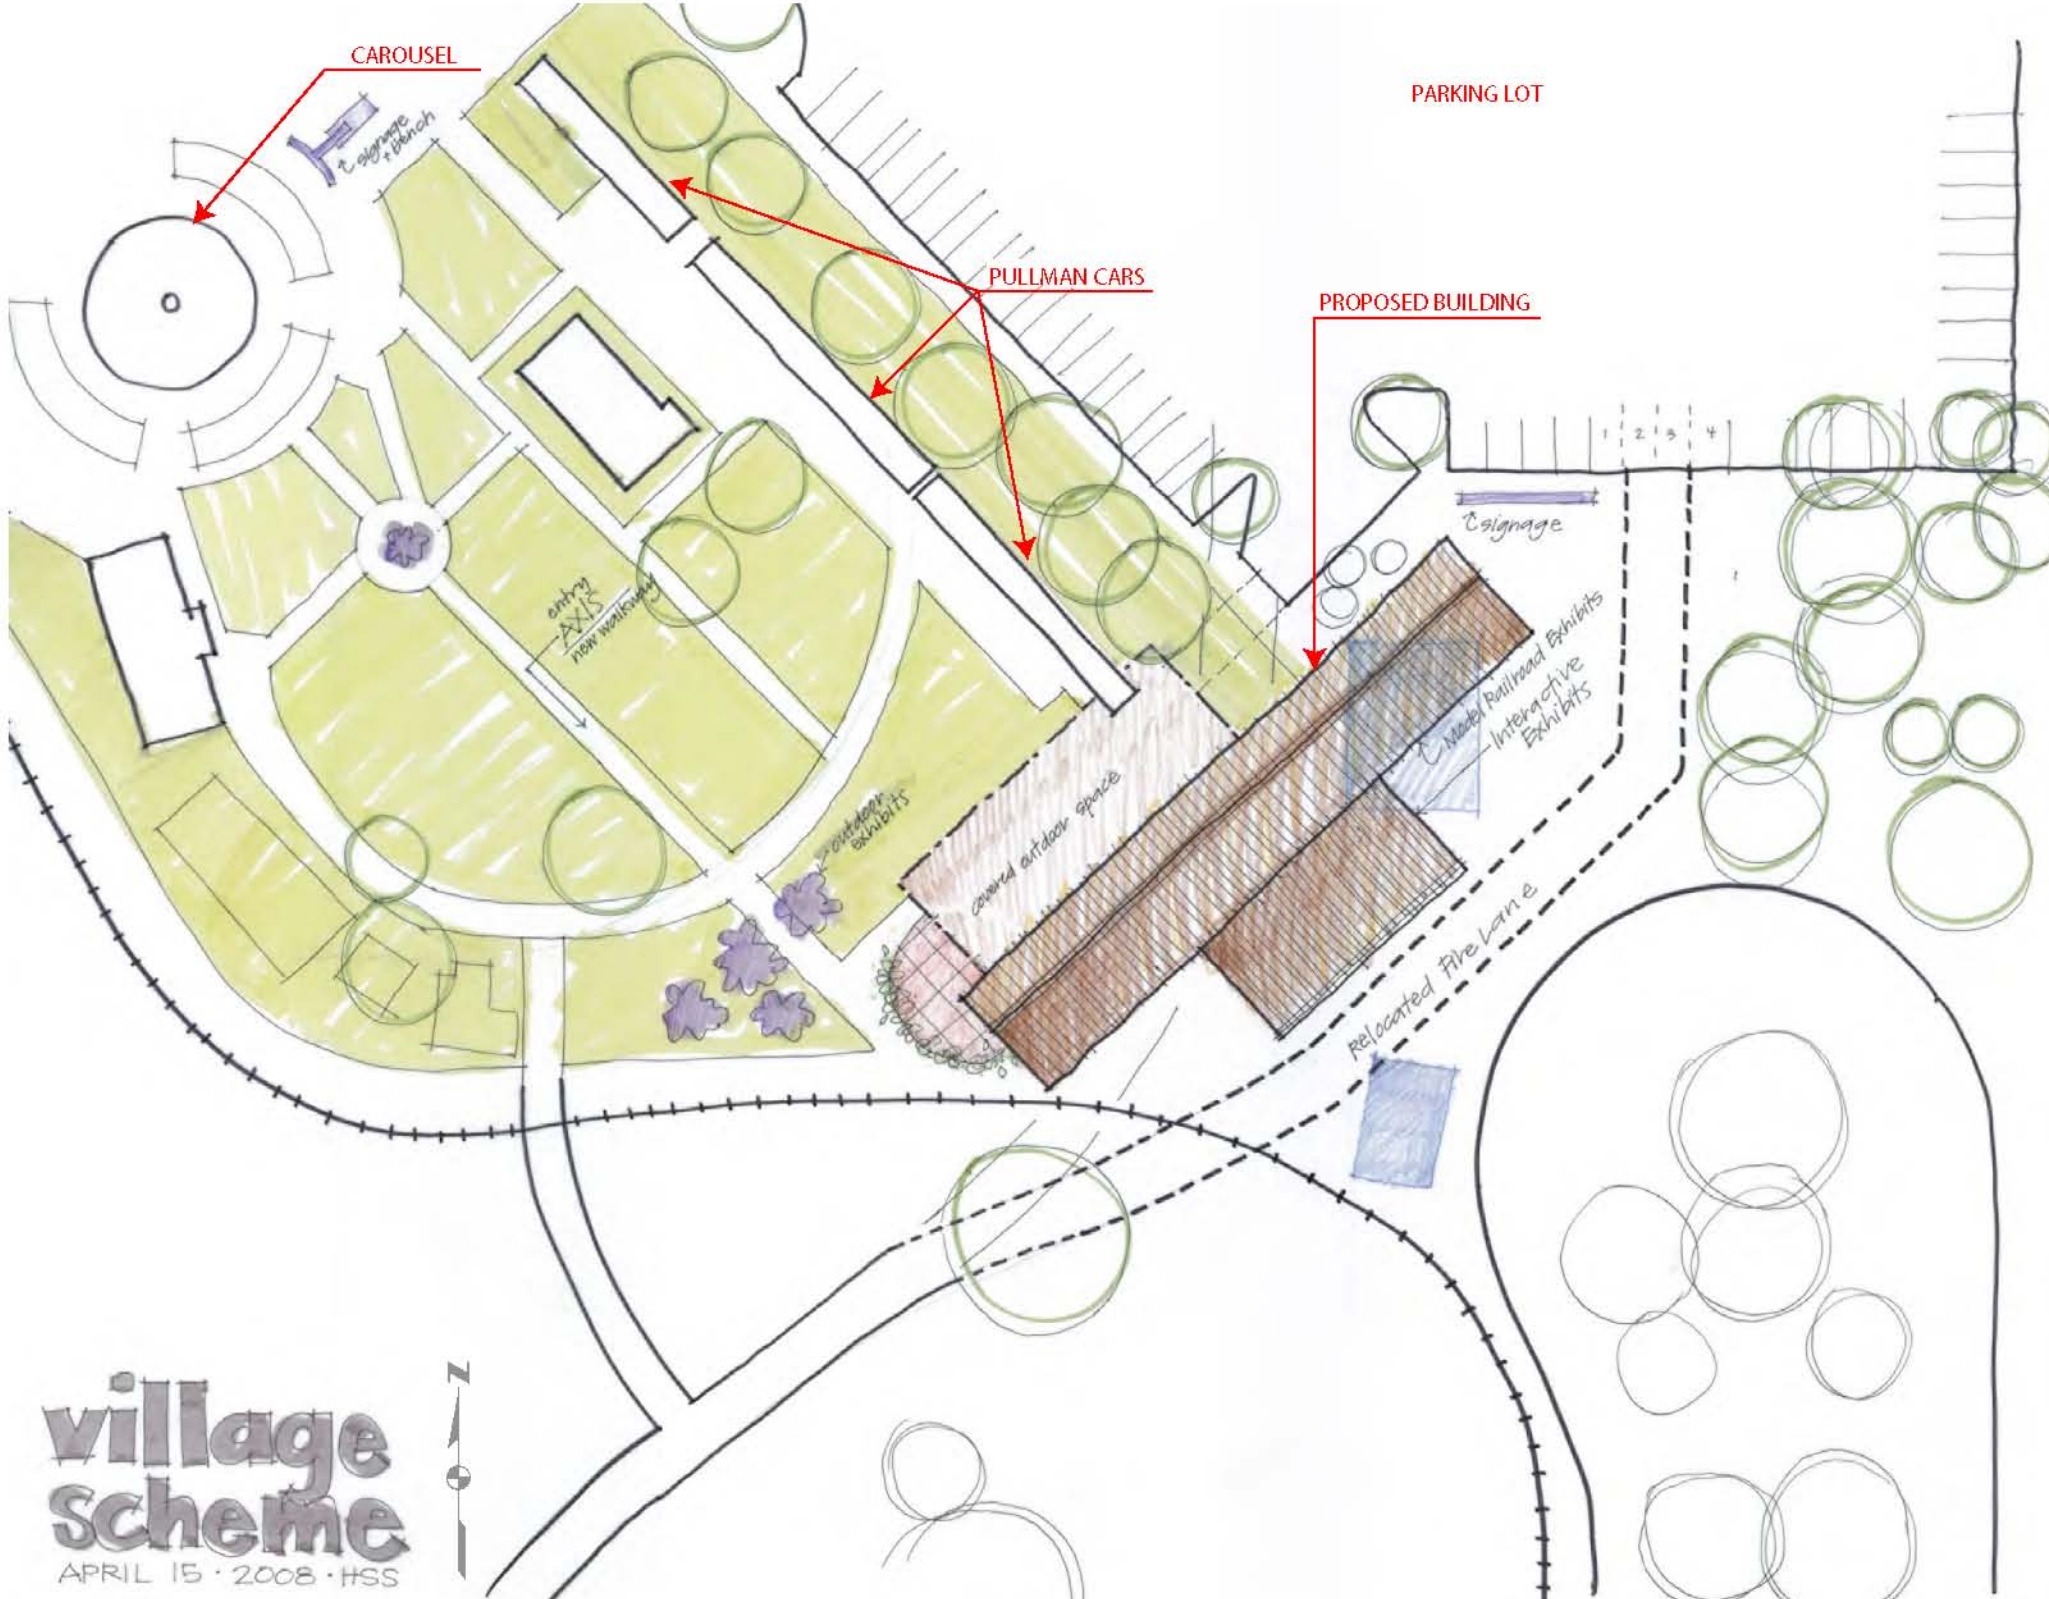 CAROUSEL
PARKING LOT
signage
+ Bench
PULLMAN CARS
PROPOSED BUILDING
1 2 3 4
signage
entry
AXIS
new walkway
Model Railroad Exhibits
Interactive
Exhibits
outdoor
exhibits
covered outdoor space
Relocated Fire Lane
N
village
scheme
APRIL 15 · 2008 · HSS